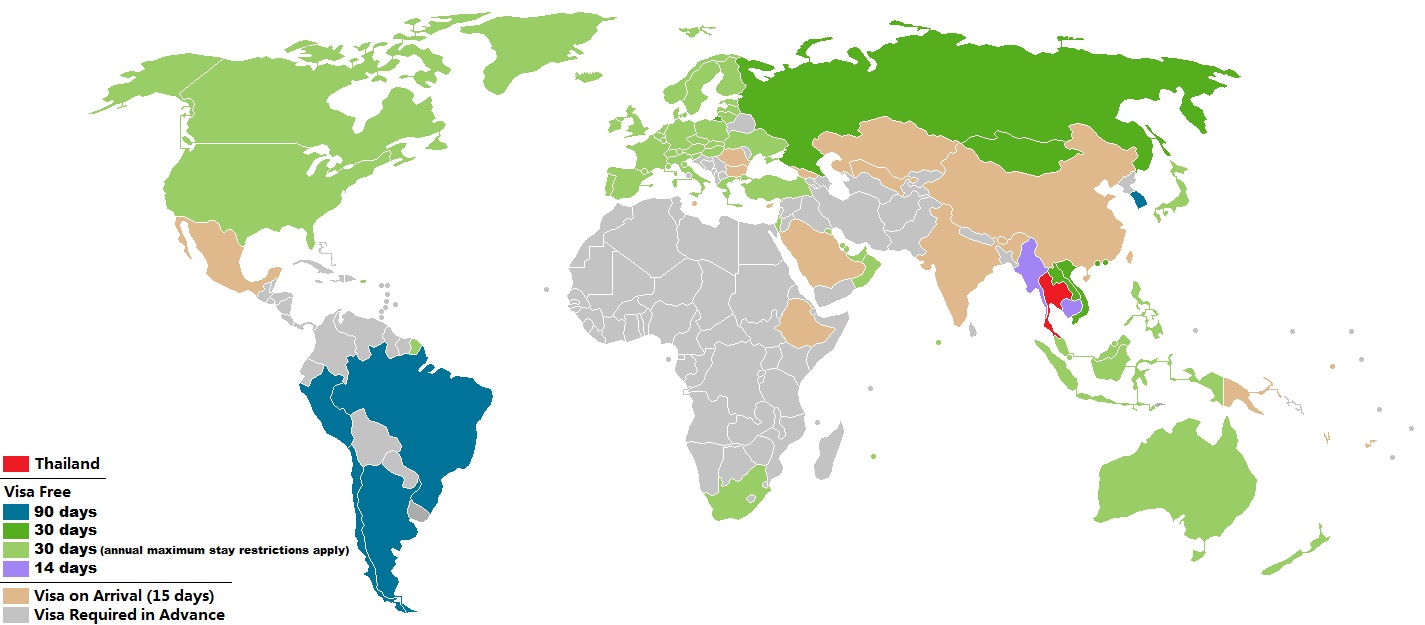 Thailand
Visa Free
90 days
30 days
30 days (annual maximum stay restrictions apply)
14 days
Visa on Arrival (15 days)
Visa Required in Advance